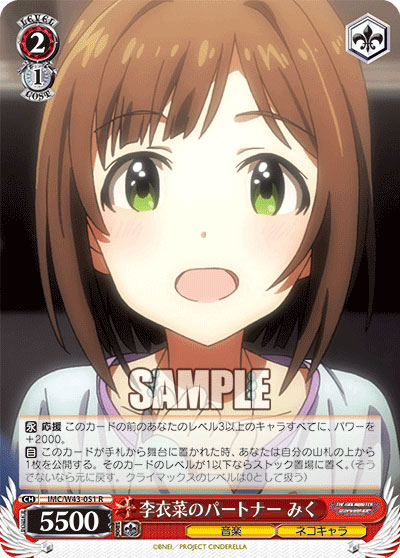 LEVEL
2
1
COST
SAMPLE
永 応援 このカードの前のあなたのレベル3以上のキャラすべてに、パワーを
＋2000。
自 このカードが手札から舞台に置かれた時、あなたは自分の山札の上から
1枚を公開する。そのカードのレベルが1以下ならストック置場に置く。（そ
うでないなら元に戻す。クライマックスのレベルは0として扱う）
CH IMC/W43-051 R
5500
李衣菜のパートナー みく
THE IDOLM@STER
音楽
ネコキャラ
©BNEI／PROJECT CINDERELLA